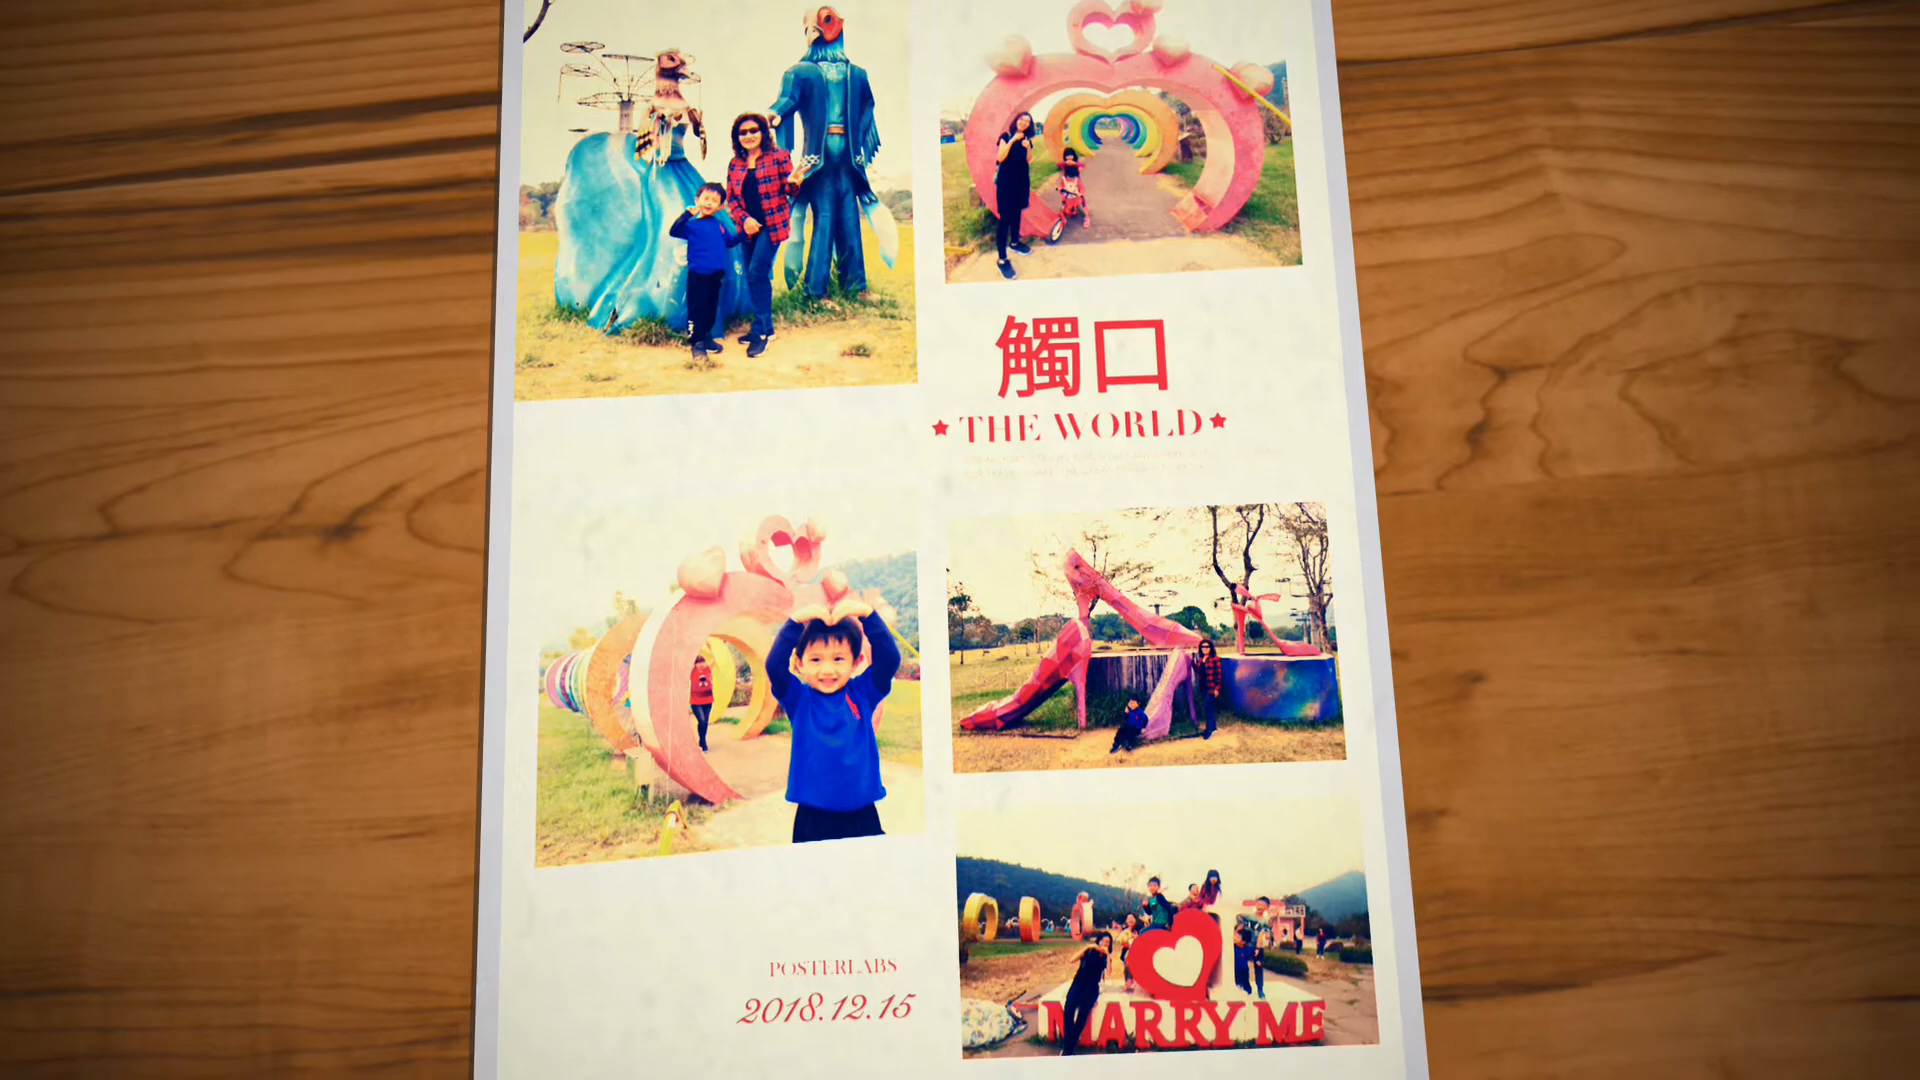 觸口
★THE WORLD★
POSTERLABS
2018.12.15
MARRY ME